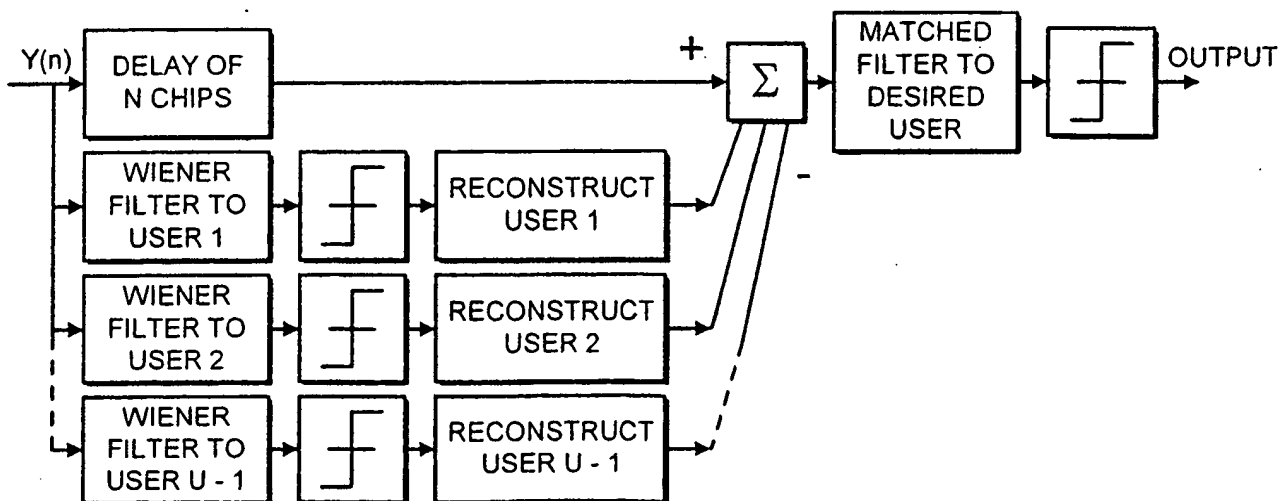 Y(n)
DELAY OF
N CHIPS
+
Σ
MATCHED
FILTER TO
DESIRED
USER
OUTPUT
-
WIENER
FILTER TO
USER 1
RECONSTRUCT
USER 1
WIENER
FILTER TO
USER 2
RECONSTRUCT
USER 2
WIENER
FILTER TO
USER U - 1
RECONSTRUCT
USER U - 1